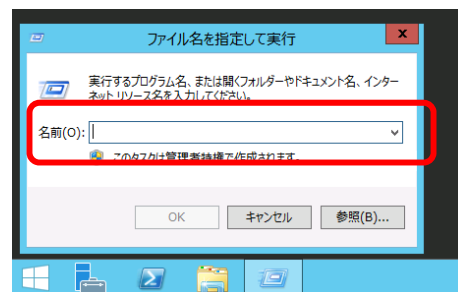 ファイル名を指定して実行
x
実行するプログラム名、または開くフォルダーやドキュメント名、インター
ネット リソース名を入力してください。
名前(O):
このタスクは管理者特権で作成されます。
OK
キャンセル
参照(B)...